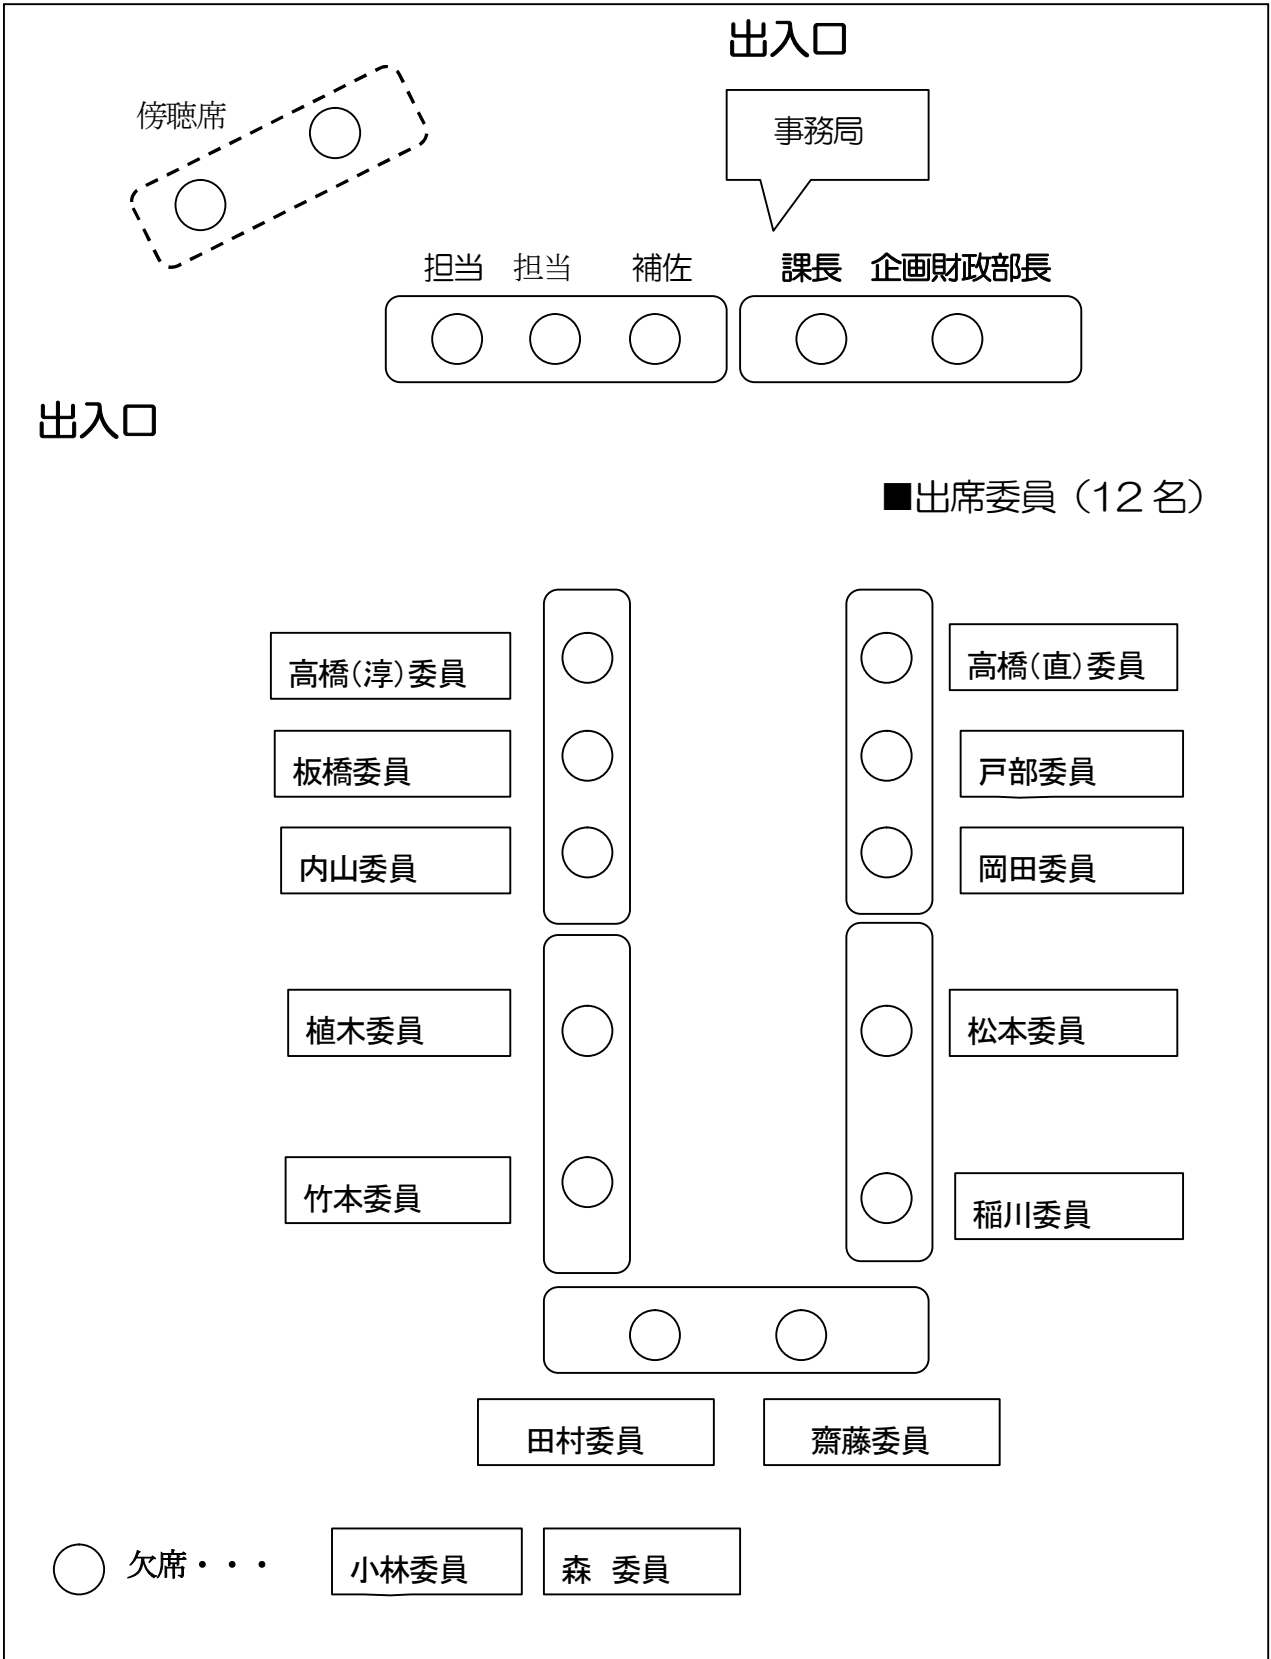 出入口
傍聴席
事務局
担当 担当 補佐 課長 企画財政部長
出入口
■出席委員（12名）
高橋（淳）委員
高橋（直）委員
板橋委員
戸部委員
内山委員
岡田委員
植木委員
松本委員
竹本委員
稲川委員
田村委員
齋藤委員
欠席・・・
小林委員
森 委員